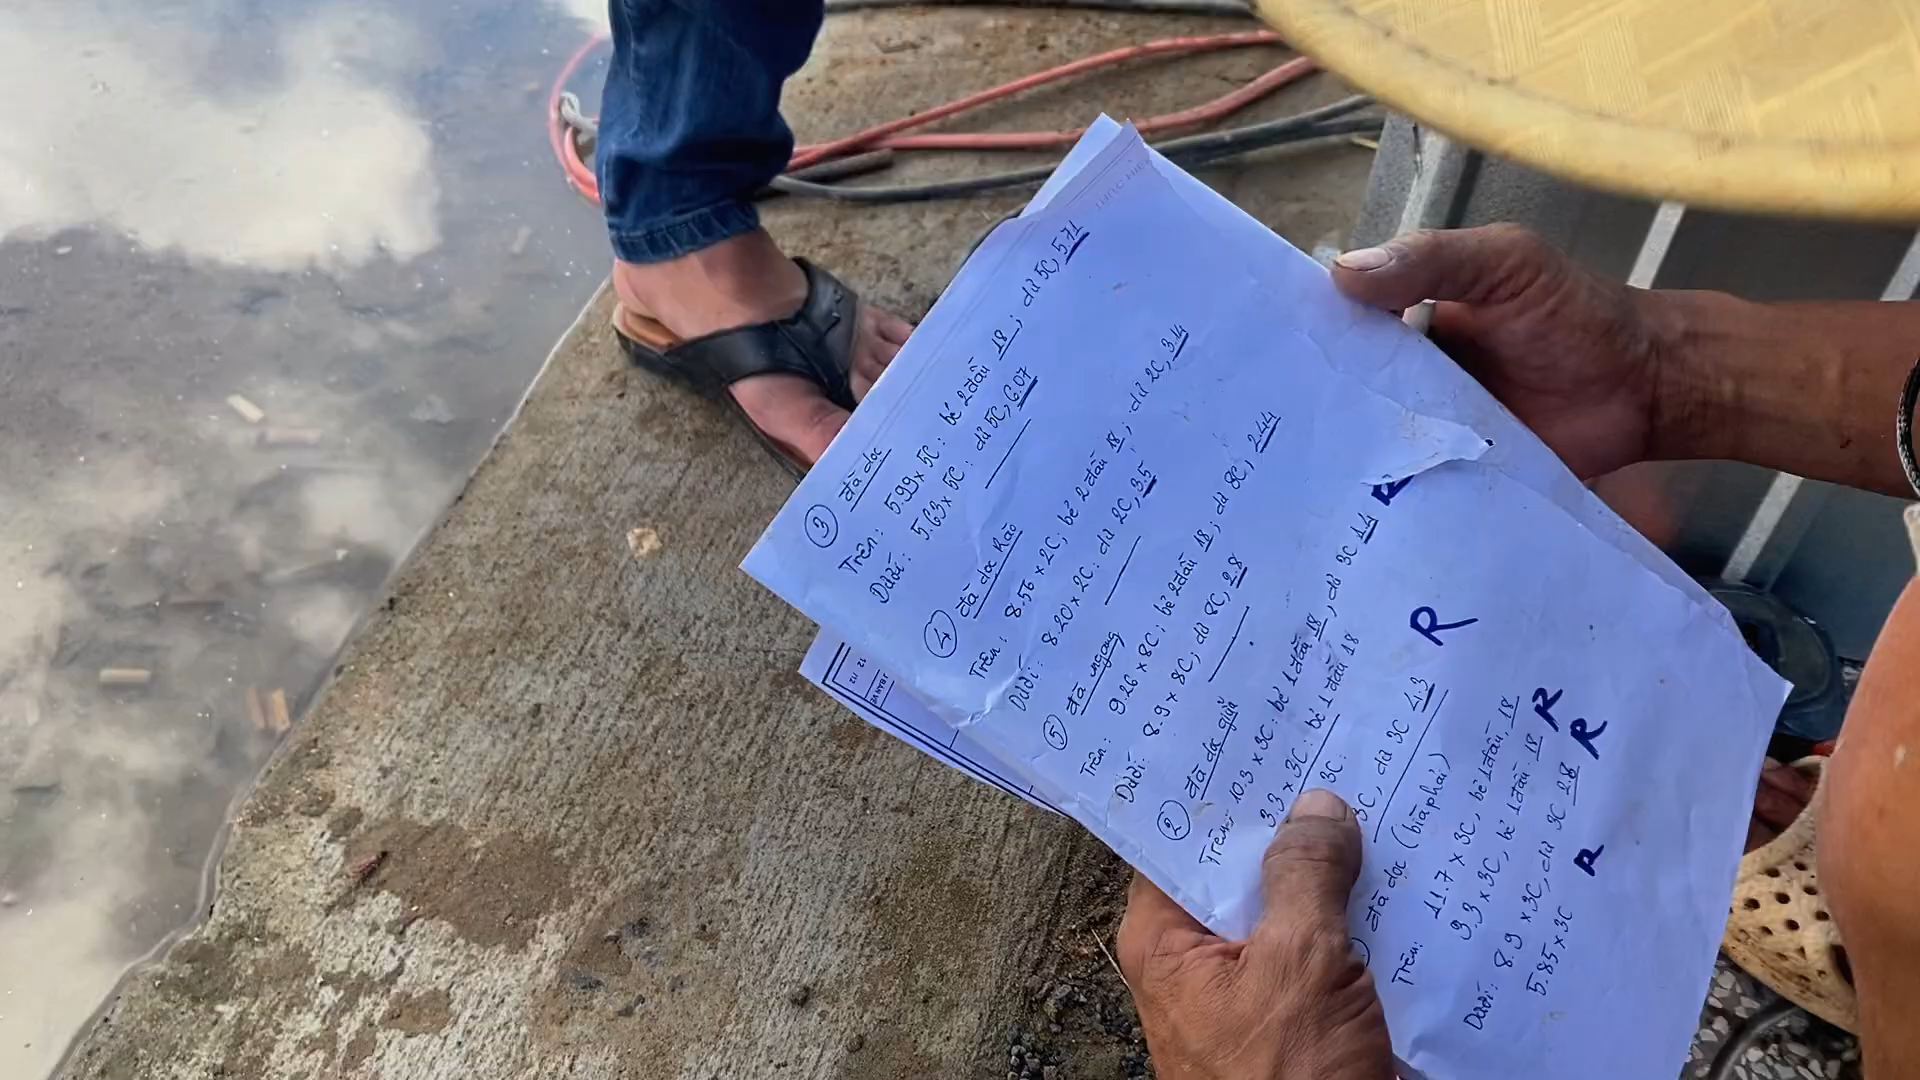 ③ đà dọc
Trên: 5.99 x 5C: bẻ 2 đầu 18; dư 5C, 5.71
Dưới: 5.63 x 5C: dư 5C, 6.07
④ đà dọc Rão
Trên: 8.56 x 2C; bẻ 2 đầu 18; dư 2C, 3.14
Dưới: 8.20 x 2C: dư 2C, 3.5
⑤ đà ngang
Trên: 9.26 x 8C; bẻ 2 đầu 18; dư 8C, 2.44
Dưới: 8.9 x 8C; dư 8C, 2.8
② đà dọc giữa
Trên: 10.3 x 3C: bẻ 1 đầu 18, dư 3C 1.4 R
3.3 x 3C: bẻ 1 đầu 18
3C:
3C, dư 3C 4.3 R
đà dọc (bìa phải)
Trên: 11.7 x 3C, bẻ 1 đầu 18
3.3 x 3C, bẻ 1 đầu 18 R
Dưới: 8.9 x 3C, dư 3C 2.8 R
5.85 x 3C R
12 12